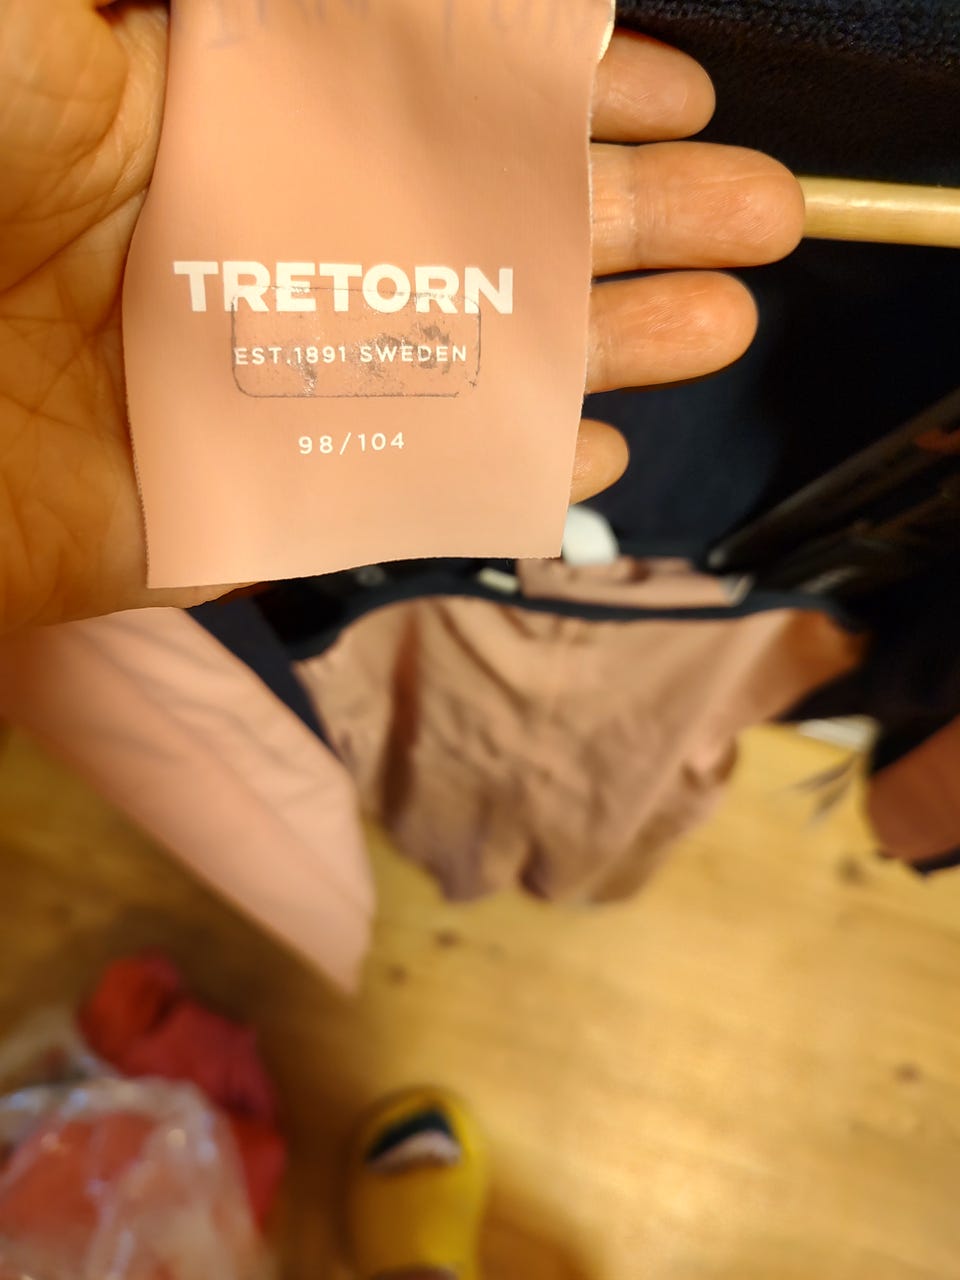 TRETORN
EST.1891 SWEDEN
98/104